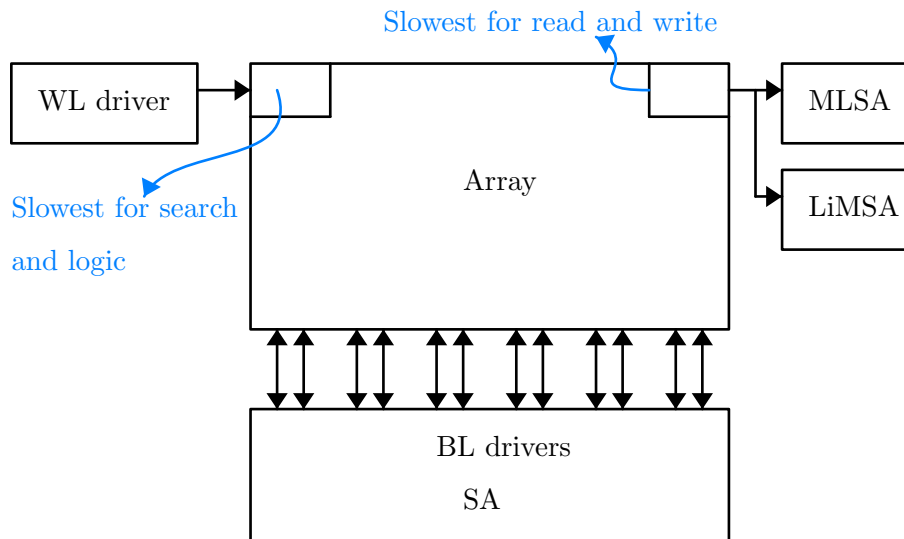 Slowest for read and write
WL driver
MLSA
Array
Slowest for search
and logic
LiMSA
BL drivers
SA